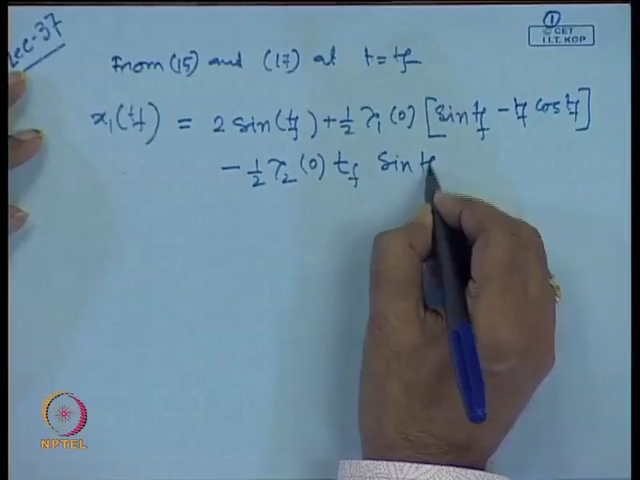 Lec-37
①
© CET
I.I.T. KGP
From (15) and (17) at t = tf
x₁(tf) = 2 sin(tf) + ½ λ₁(0) [sin tf - tf cos tf]
- ½ λ₂(0) tf sin tf
NPTEL